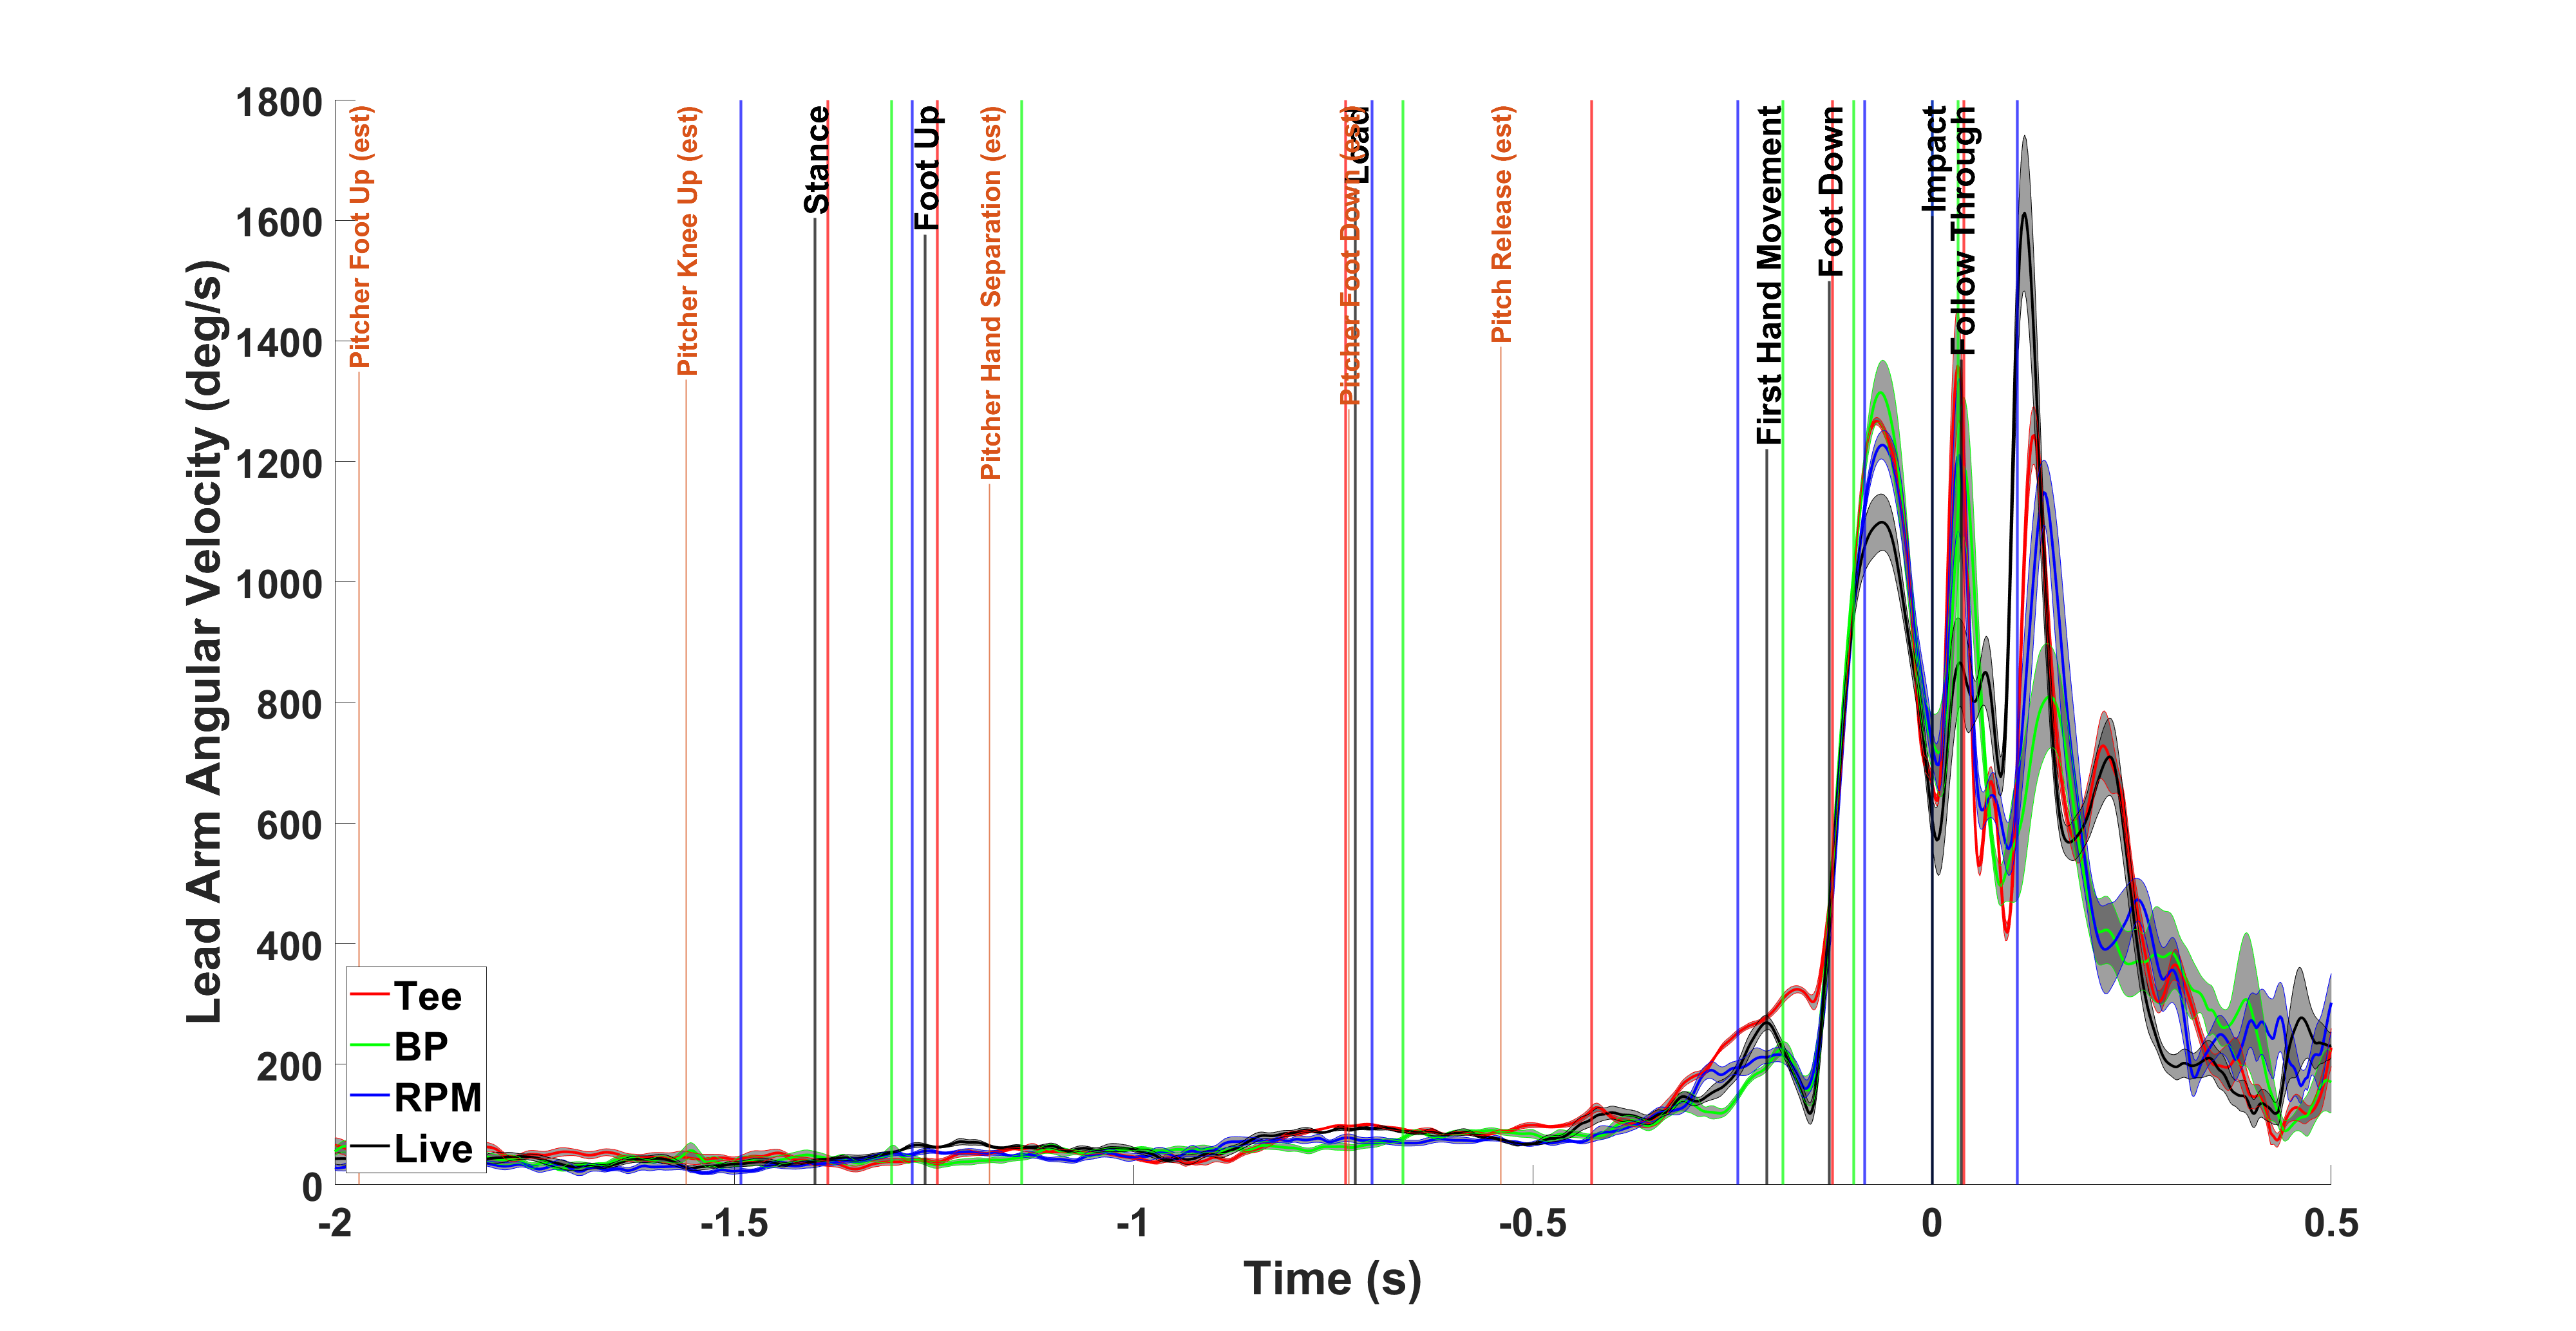 Lead Arm Angular Velocity (deg/s)
1800
1600
1400
1200
1000
800
600
400
200
0
Pitcher Foot Up (est)
Pitcher Knee Up (est)
Stance
Foot Up
Pitcher Hand Separation (est)
Pitcher Foot Down (est)
Load
Pitch Release (est)
First Hand Movement
Foot Down
Impact
Follow Through
Tee
BP
RPM
Live
-2
-1.5
-1
-0.5
0
0.5
Time (s)